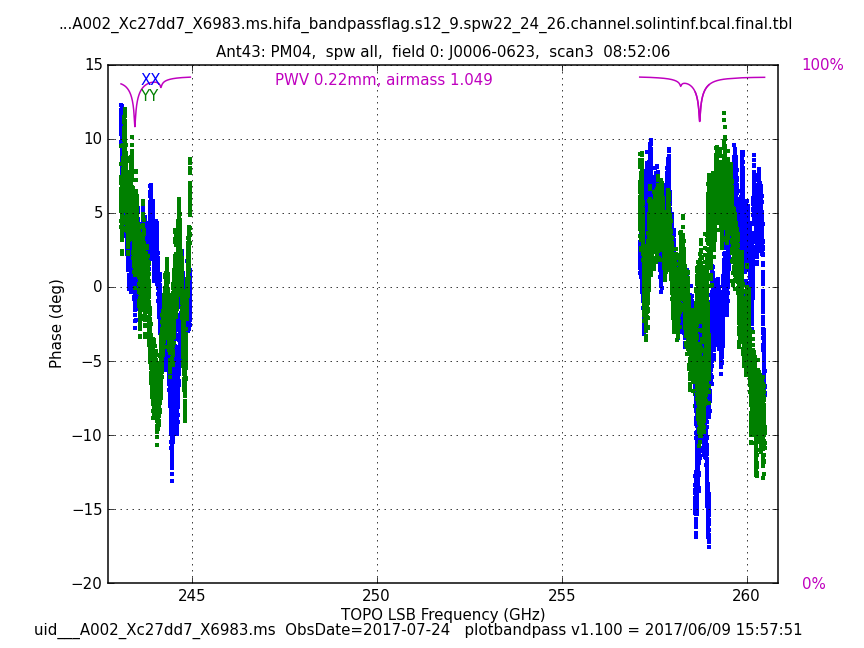 ...A002_Xc27dd7_X6983.ms.hifa_bandpassflag.s12_9.spw22_24_26.channel.solintinf.bcal.final.tbl
Ant43: PM04,  spw all,  field 0: J0006-0623,  scan3  08:52:06
15
10
5
0
−5
−10
−15
−20
Phase (deg)
XX
YY
PWV 0.22mm, airmass 1.049
100%
0%
245
250
255
260
TOPO LSB Frequency (GHz)
uid___A002_Xc27dd7_X6983.ms  ObsDate=2017-07-24   plotbandpass v1.100 = 2017/06/09 15:57:51